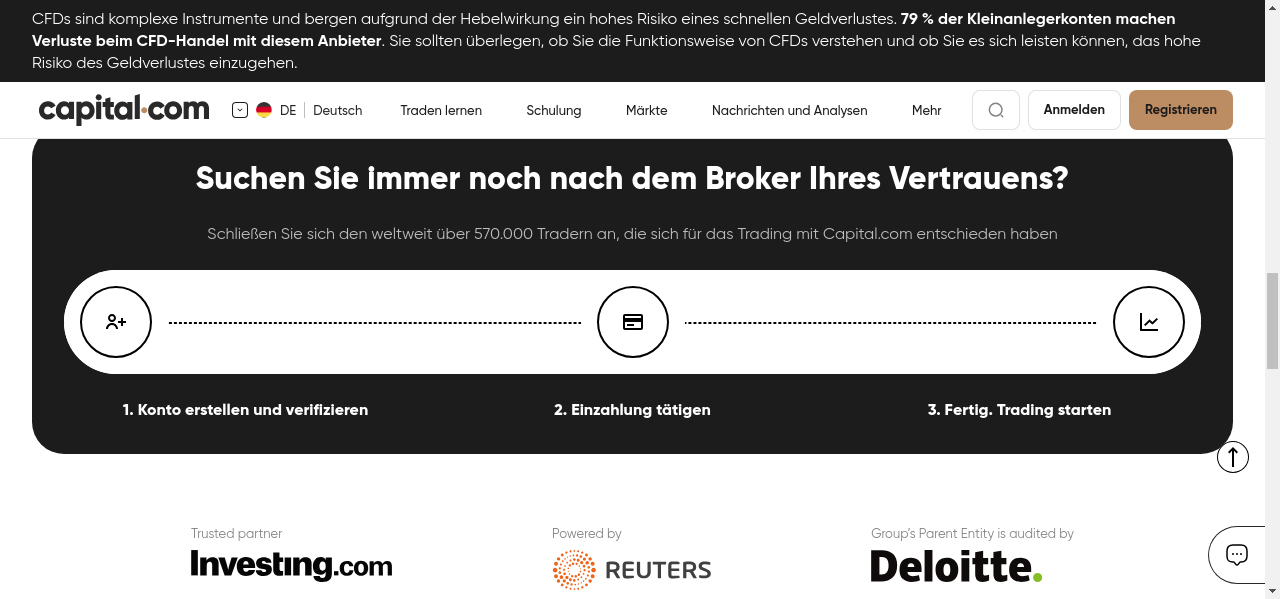 CFDs sind komplexe Instrumente und bergen aufgrund der Hebelwirkung ein hohes Risiko eines schnellen Geldverlustes. 79 % der Kleinanlegerkonten machen
Verluste beim CFD-Handel mit diesem Anbieter. Sie sollten überlegen, ob Sie die Funktionsweise von CFDs verstehen und ob Sie es sich leisten können, das hohe
Risiko des Geldverlustes einzugehen.
capital.com DE Deutsch Traden lernen Schulung Märkte Nachrichten und Analysen Mehr Anmelden Registrieren
Suchen Sie immer noch nach dem Broker Ihres Vertrauens?
Schließen Sie sich den weltweit über 570.000 Tradern an, die sich für das Trading mit Capital.com entschieden haben
1. Konto erstellen und verifizieren 2. Einzahlung tätigen 3. Fertig. Trading starten
Trusted partner Powered by Group's Parent Entity is audited by
Investing.com REUTERS Deloitte.